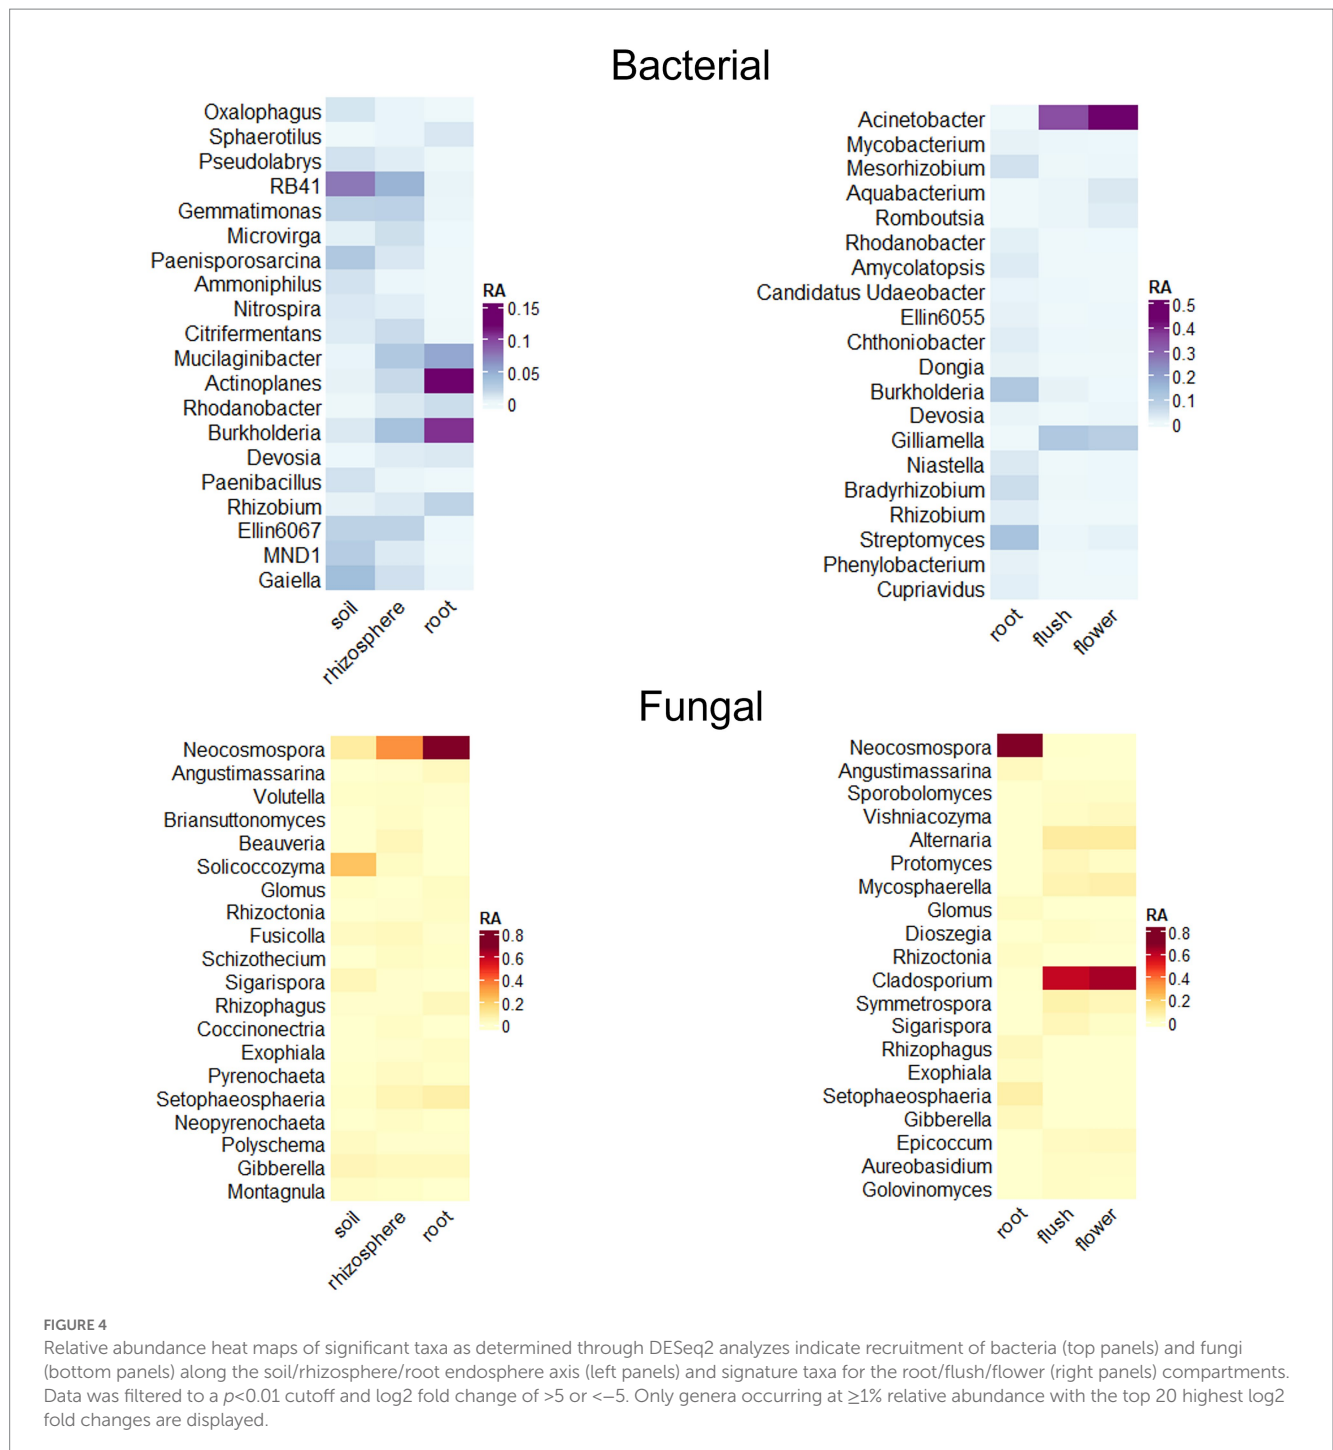 Bacterial
Oxalophagus
Sphaerotilus
Pseudolabrys
RB41
Gemmatimonas
Microvirga
Paenisporosarcina
Ammoniphilus
Nitrospira
Citrifermentans
Mucilaginibacter
Actinoplanes
Rhodanobacter
Burkholderia
Devosia
Paenibacillus
Rhizobium
Ellin6067
MND1
Gaiella
soil
rhizosphere
root
RA
0.15
0.1
0.05
0
Acinetobacter
Mycobacterium
Mesorhizobium
Aquabacterium
Romboutsia
Rhodanobacter
Amycolatopsis
Candidatus Udaeobacter
Ellin6055
Chthoniobacter
Dongia
Burkholderia
Devosia
Gilliamella
Niastella
Bradyrhizobium
Rhizobium
Streptomyces
Phenylobacterium
Cupriavidus
root
flush
flower
RA
0.5
0.4
0.3
0.2
0.1
0
Fungal
Neocosmospora
Angustimassarina
Volutella
Briansuttonomyces
Beauveria
Solicoccozyma
Glomus
Rhizoctonia
Fusicolla
Schizothecium
Sigarispora
Rhizophagus
Coccinonectria
Exophiala
Pyrenochaeta
Setophaeosphaeria
Neopyrenochaeta
Polyschema
Gibberella
Montagnula
soil
rhizosphere
root
RA
0.8
0.6
0.4
0.2
0
Neocosmospora
Angustimassarina
Sporobolomyces
Vishniacozyma
Alternaria
Protomyces
Mycosphaerella
Glomus
Dioszegia
Rhizoctonia
Cladosporium
Symmetrospora
Sigarispora
Rhizophagus
Exophiala
Setophaeosphaeria
Gibberella
Epicoccum
Aureobasidium
Golovinomyces
root
flush
flower
RA
0.8
0.6
0.4
0.2
0
FIGURE 4
Relative abundance heat maps of significant taxa as determined through DESeq2 analyzes indicate recruitment of bacteria (top panels) and fungi
(bottom panels) along the soil/rhizosphere/root endosphere axis (left panels) and signature taxa for the root/flush/flower (right panels) compartments.
Data was filtered to a p<0.01 cutoff and log2 fold change of >5 or <−5. Only genera occurring at ≥1% relative abundance with the top 20 highest log2
fold changes are displayed.